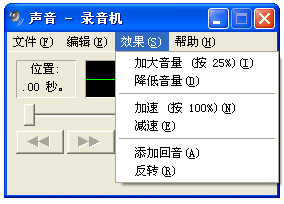 声音 - 录音机
文件(F) 编辑(E) 效果(S) 帮助(H)
位置:
.00 秒。
加大音量 (按 25%)(I)
降低音量(D)
加速 (按 100%)(N)
减速(E)
添加回音(A)
反转(R)